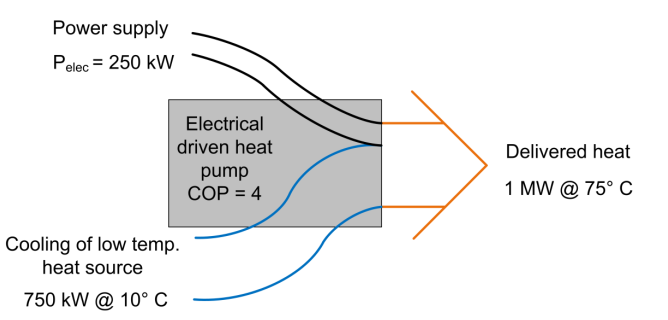 Power supply
Pelec = 250 kW
Electrical
driven heat
pump
COP = 4
Delivered heat
1 MW @ 75° C
Cooling of low temp.
heat source
750 kW @ 10° C